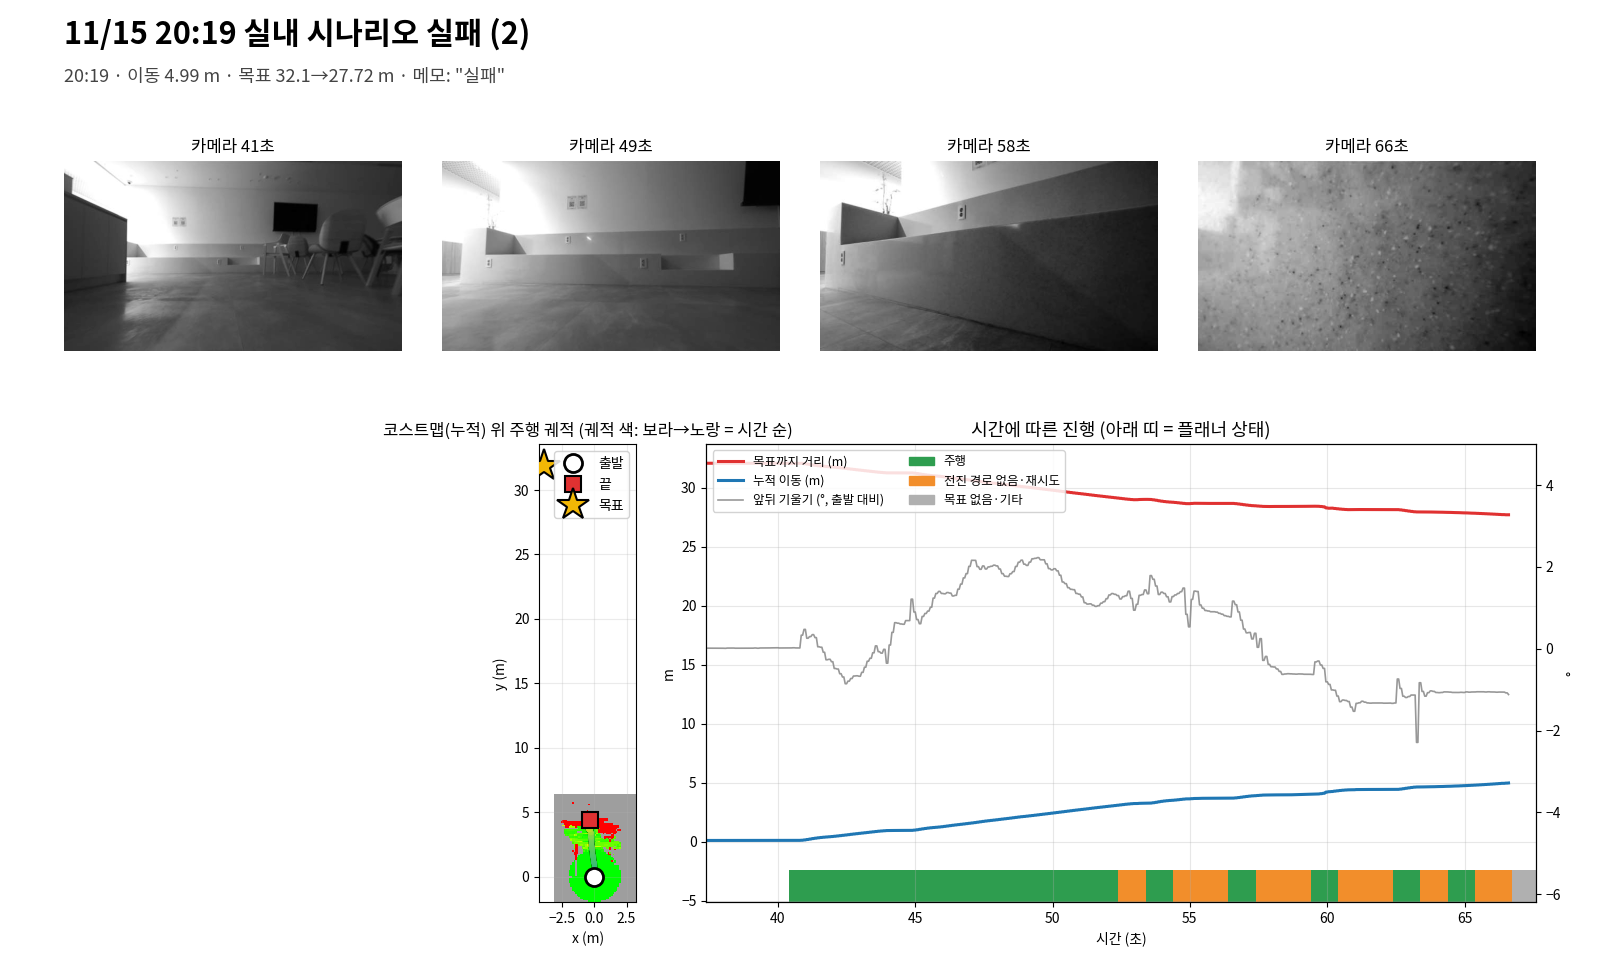 11/15 20:19 실내 시나리오 실패 (2)
20:19 · 이동 4.99 m · 목표 32.1→27.72 m · 메모: "실패"
카메라 41초
카메라 49초
카메라 58초
카메라 66초
코스트맵(누적) 위 주행 궤적 (궤적 색: 보라→노랑 = 시간 순)
출발
끝
목표
30
25
20
15
10
5
0
y (m)
−2.5 0.0 2.5
x (m)
시간에 따른 진행 (아래 띠 = 플래너 상태)
목표까지 거리 (m)
누적 이동 (m)
앞뒤 기울기 (°, 출발 대비)
주행
전진 경로 없음·재시도
목표 없음·기타
30
25
20
15
10
5
0
−5
m
4
2
0
−2
−4
−6
°
40 45 50 55 60 65
시간 (초)